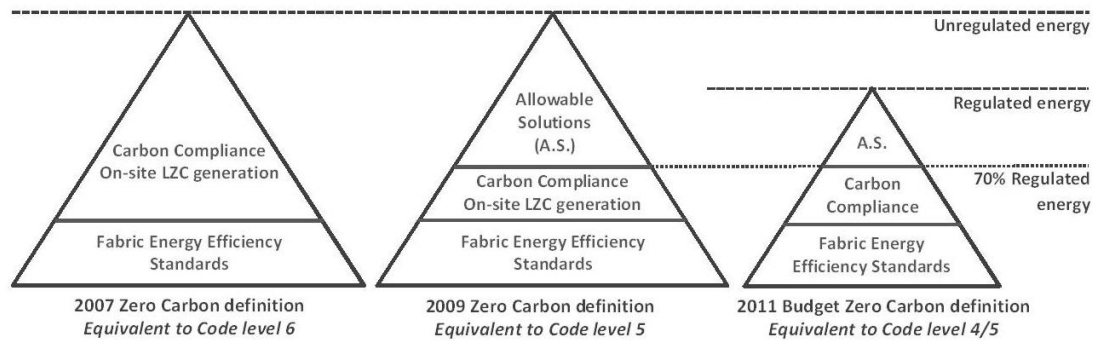 Unregulated energy
Regulated energy
70% Regulated
energy
Carbon Compliance
On-site LZC generation
Fabric Energy Efficiency
Standards
2007 Zero Carbon definition
Equivalent to Code level 6
Allowable
Solutions
(A.S.)
Carbon Compliance
On-site LZC generation
Fabric Energy Efficiency
Standards
2009 Zero Carbon definition
Equivalent to Code level 5
A.S.
Carbon
Compliance
Fabric Energy
Efficiency Standards
2011 Budget Zero Carbon definition
Equivalent to Code level 4/5